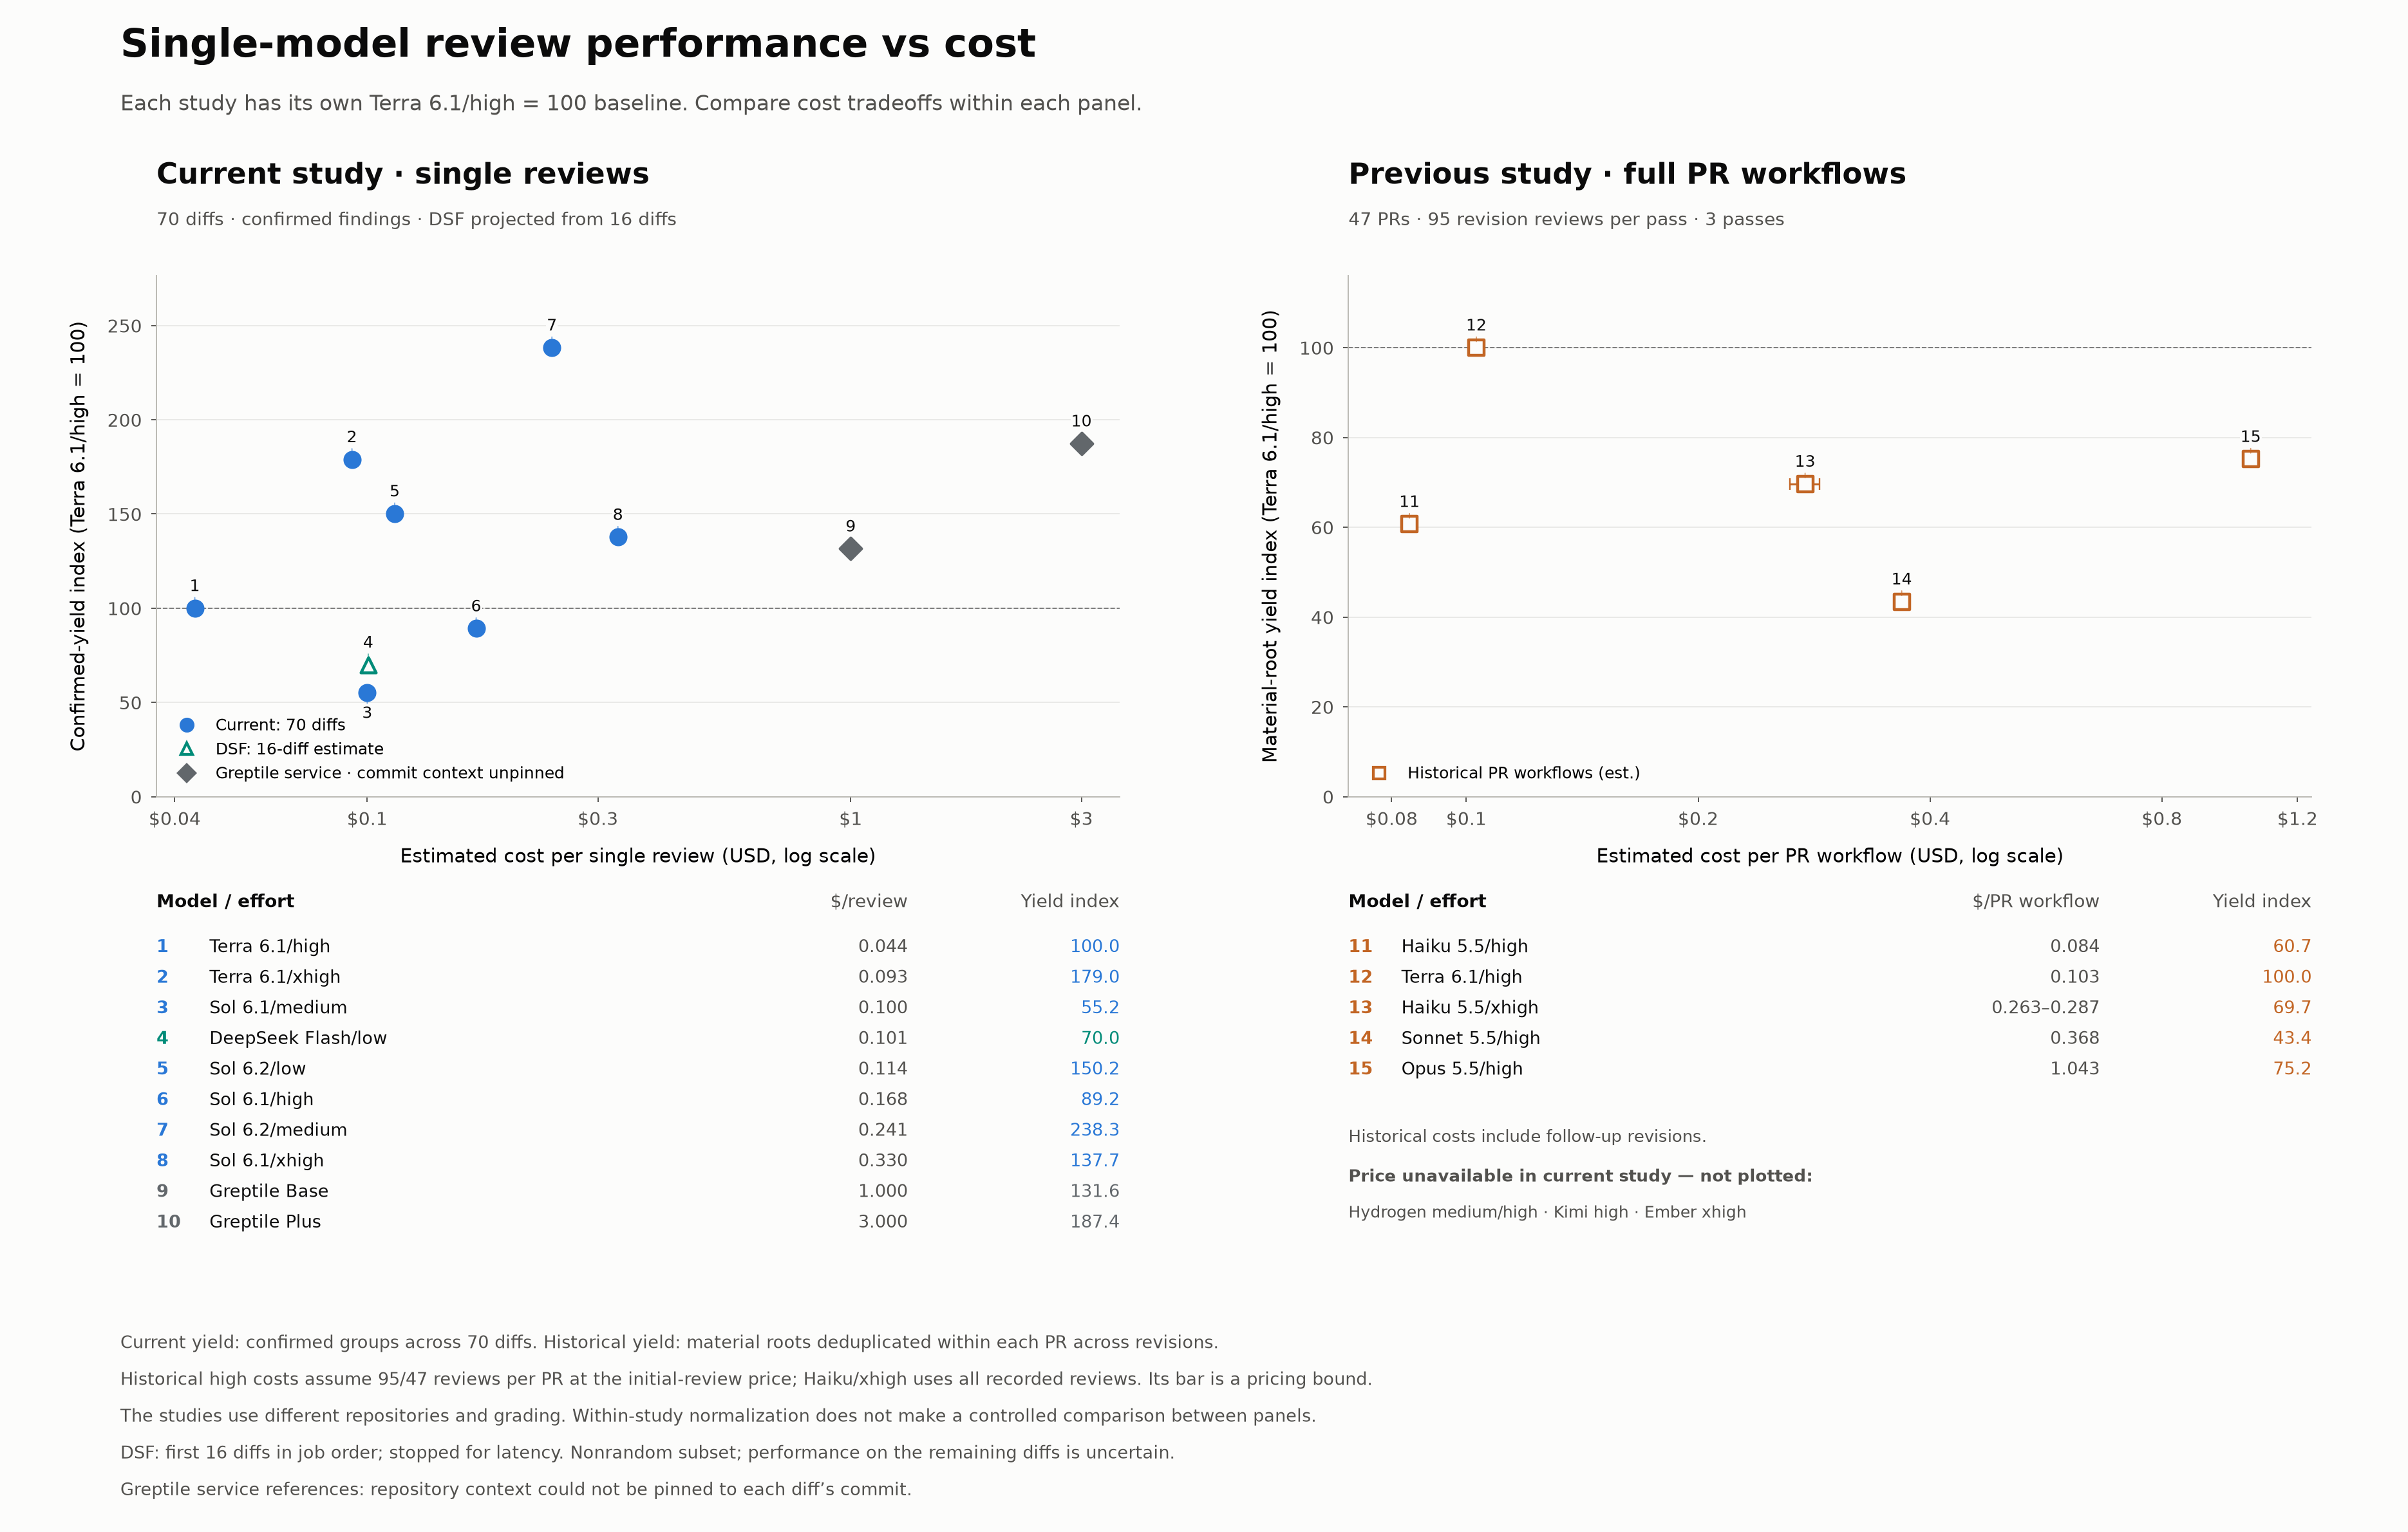 Single-model review performance vs cost
Each study has its own Terra 6.1/high = 100 baseline. Compare cost tradeoffs within each panel.
Current study · single reviews
70 diffs · confirmed findings · DSF projected from 16 diffs
Confirmed-yield index (Terra 6.1/high = 100)
250
200
150
100
50
0
7
10
2
5
8
9
1
6
4
3
Current: 70 diffs
DSF: 16-diff estimate
Greptile service · commit context unpinned
$0.04 $0.1 $0.3 $1 $3
Estimated cost per single review (USD, log scale)
Model / effort $/review Yield index
1 Terra 6.1/high 0.044 100.0
2 Terra 6.1/xhigh 0.093 179.0
3 Sol 6.1/medium 0.100 55.2
4 DeepSeek Flash/low 0.101 70.0
5 Sol 6.2/low 0.114 150.2
6 Sol 6.1/high 0.168 89.2
7 Sol 6.2/medium 0.241 238.3
8 Sol 6.1/xhigh 0.330 137.7
9 Greptile Base 1.000 131.6
10 Greptile Plus 3.000 187.4
Previous study · full PR workflows
47 PRs · 95 revision reviews per pass · 3 passes
Material-root yield index (Terra 6.1/high = 100)
100
80
60
40
20
0
12
15
13
11
14
Historical PR workflows (est.)
$0.08 $0.1 $0.2 $0.4 $0.8 $1.2
Estimated cost per PR workflow (USD, log scale)
Model / effort $/PR workflow Yield index
11 Haiku 5.5/high 0.084 60.7
12 Terra 6.1/high 0.103 100.0
13 Haiku 5.5/xhigh 0.263–0.287 69.7
14 Sonnet 5.5/high 0.368 43.4
15 Opus 5.5/high 1.043 75.2
Historical costs include follow-up revisions.
Price unavailable in current study — not plotted:
Hydrogen medium/high · Kimi high · Ember xhigh
Current yield: confirmed groups across 70 diffs. Historical yield: material roots deduplicated within each PR across revisions.
Historical high costs assume 95/47 reviews per PR at the initial-review price; Haiku/xhigh uses all recorded reviews. Its bar is a pricing bound.
The studies use different repositories and grading. Within-study normalization does not make a controlled comparison between panels.
DSF: first 16 diffs in job order; stopped for latency. Nonrandom subset; performance on the remaining diffs is uncertain.
Greptile service references: repository context could not be pinned to each diff’s commit.